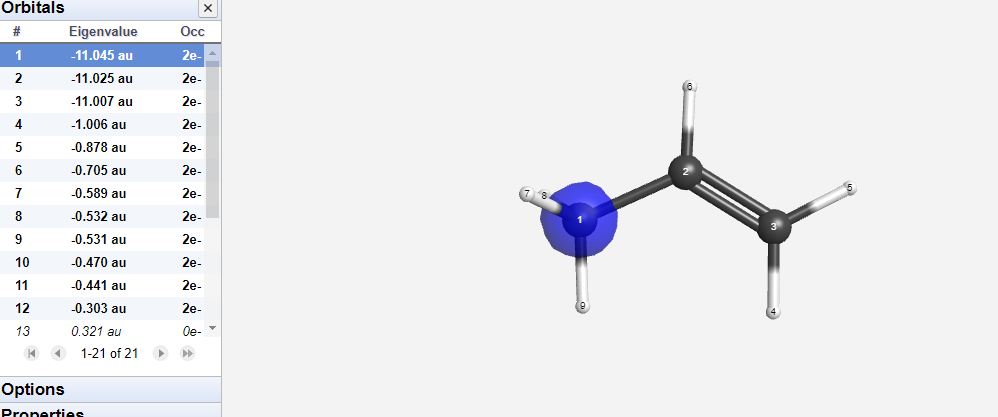 Orbitals ×
# Eigenvalue Occ
1 -11.045 au 2e-
2 -11.025 au 2e-
3 -11.007 au 2e-
4 -1.006 au 2e-
5 -0.878 au 2e-
6 -0.705 au 2e-
7 -0.589 au 2e-
8 -0.532 au 2e-
9 -0.531 au 2e-
10 -0.470 au 2e-
11 -0.441 au 2e-
12 -0.303 au 2e-
13 0.321 au 0e-
1-21 of 21
Options
Properties
6
2
7 8 5
1
3
9
4